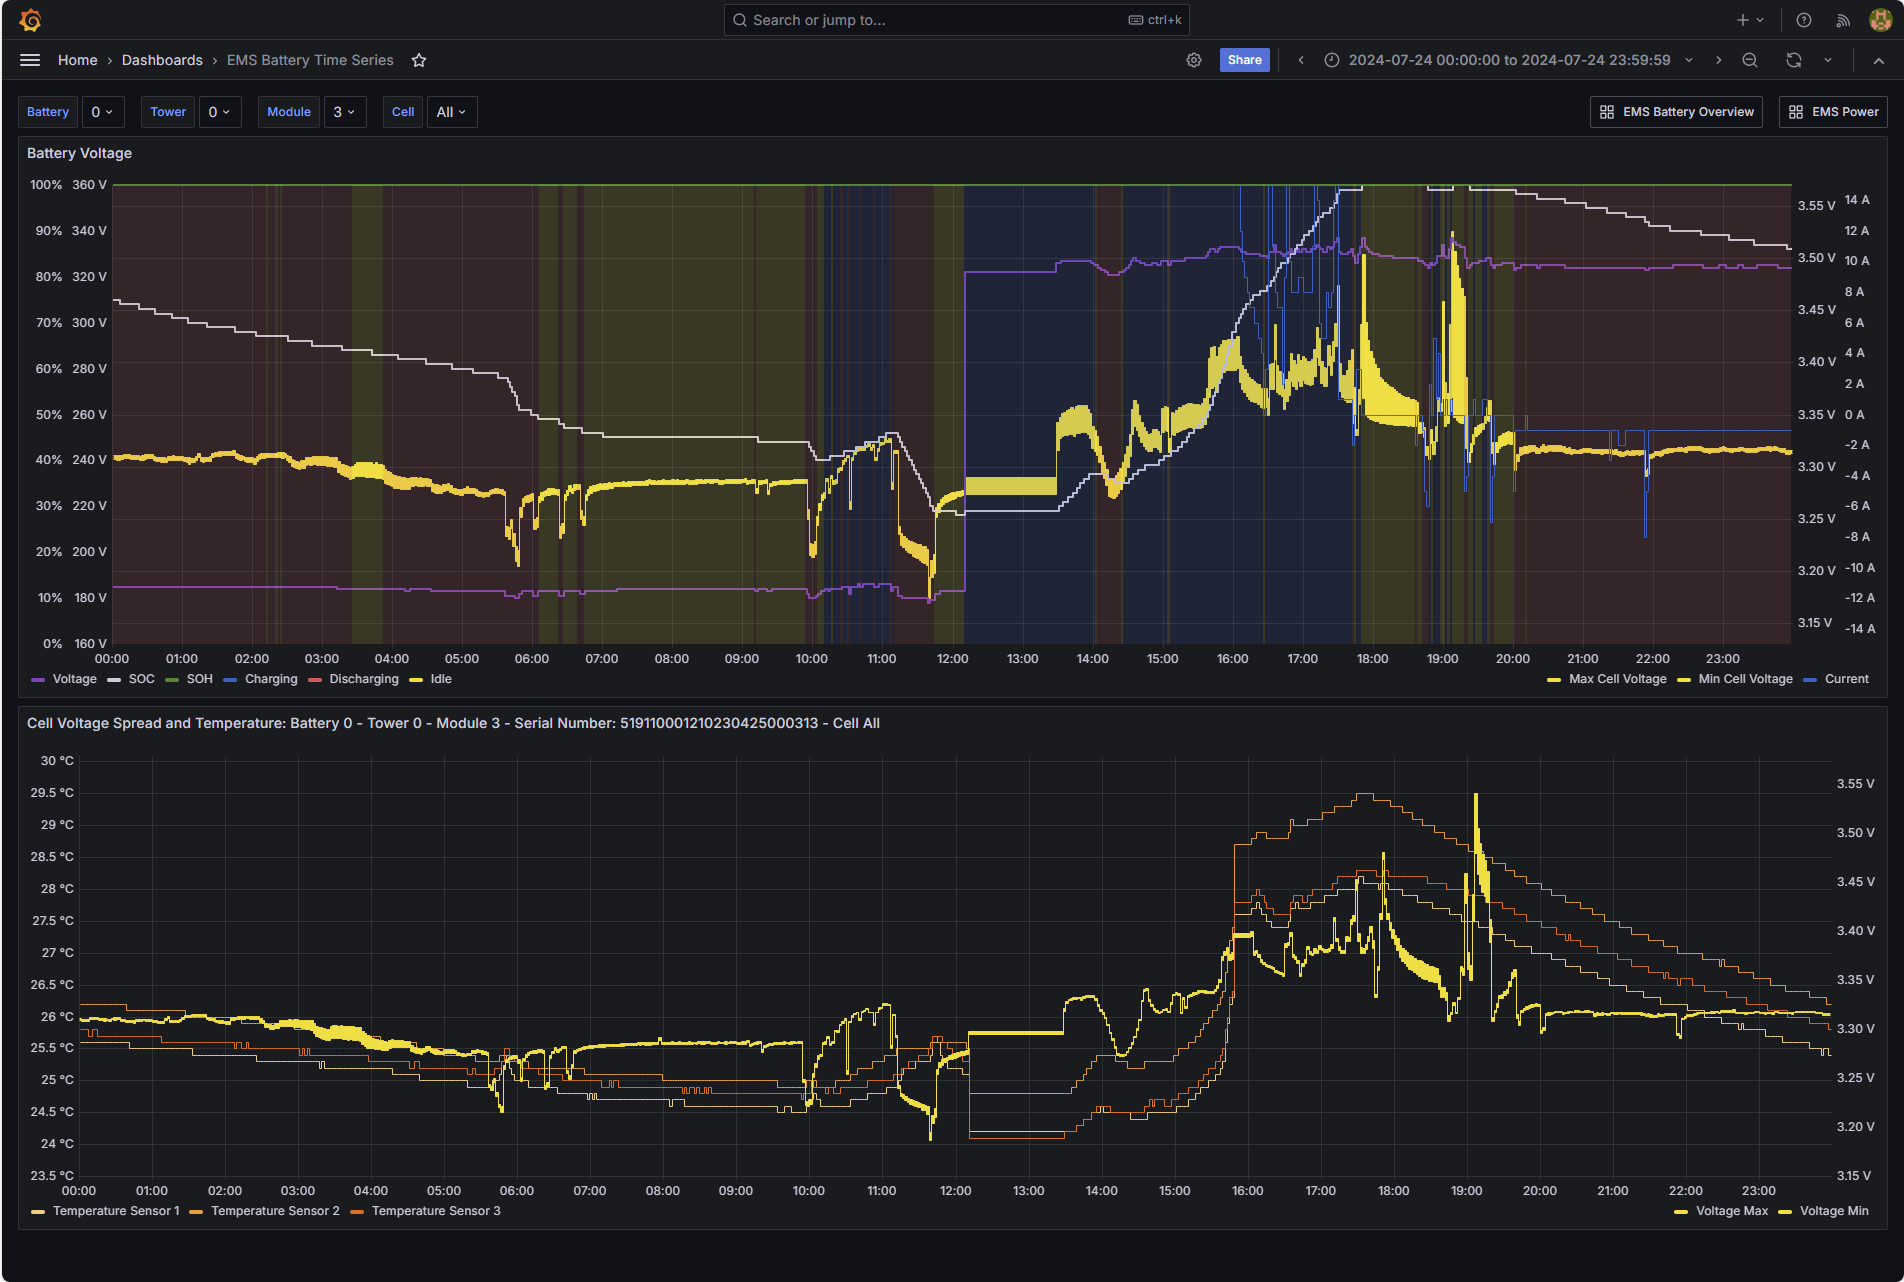 Search or jump to... ctrl+k
Home › Dashboards › EMS Battery Time Series
Share
2024-07-24 00:00:00 to 2024-07-24 23:59:59
Battery 0 Tower 0 Module 3 Cell All
EMS Battery Overview EMS Power
Battery Voltage
100% 360 V
90% 340 V
80% 320 V
70% 300 V
60% 280 V
50% 260 V
40% 240 V
30% 220 V
20% 200 V
10% 180 V
0% 160 V
3.55 V 14 A
12 A
3.50 V 10 A
8 A
3.45 V 6 A
4 A
3.40 V 2 A
3.35 V 0 A
-2 A
3.30 V -4 A
-6 A
3.25 V -8 A
3.20 V -10 A
-12 A
3.15 V -14 A
00:00 01:00 02:00 03:00 04:00 05:00 06:00 07:00 08:00 09:00 10:00 11:00 12:00 13:00 14:00 15:00 16:00 17:00 18:00 19:00 20:00 21:00 22:00 23:00
Voltage SOC SOH Charging Discharging Idle Max Cell Voltage Min Cell Voltage Current
Cell Voltage Spread and Temperature: Battery 0 - Tower 0 - Module 3 - Serial Number: 519110001210230425000313 - Cell All
30 °C
29.5 °C
29 °C
28.5 °C
28 °C
27.5 °C
27 °C
26.5 °C
26 °C
25.5 °C
25 °C
24.5 °C
24 °C
23.5 °C
3.55 V
3.50 V
3.45 V
3.40 V
3.35 V
3.30 V
3.25 V
3.20 V
3.15 V
00:00 01:00 02:00 03:00 04:00 05:00 06:00 07:00 08:00 09:00 10:00 11:00 12:00 13:00 14:00 15:00 16:00 17:00 18:00 19:00 20:00 21:00 22:00 23:00
Temperature Sensor 1 Temperature Sensor 2 Temperature Sensor 3 Voltage Max Voltage Min